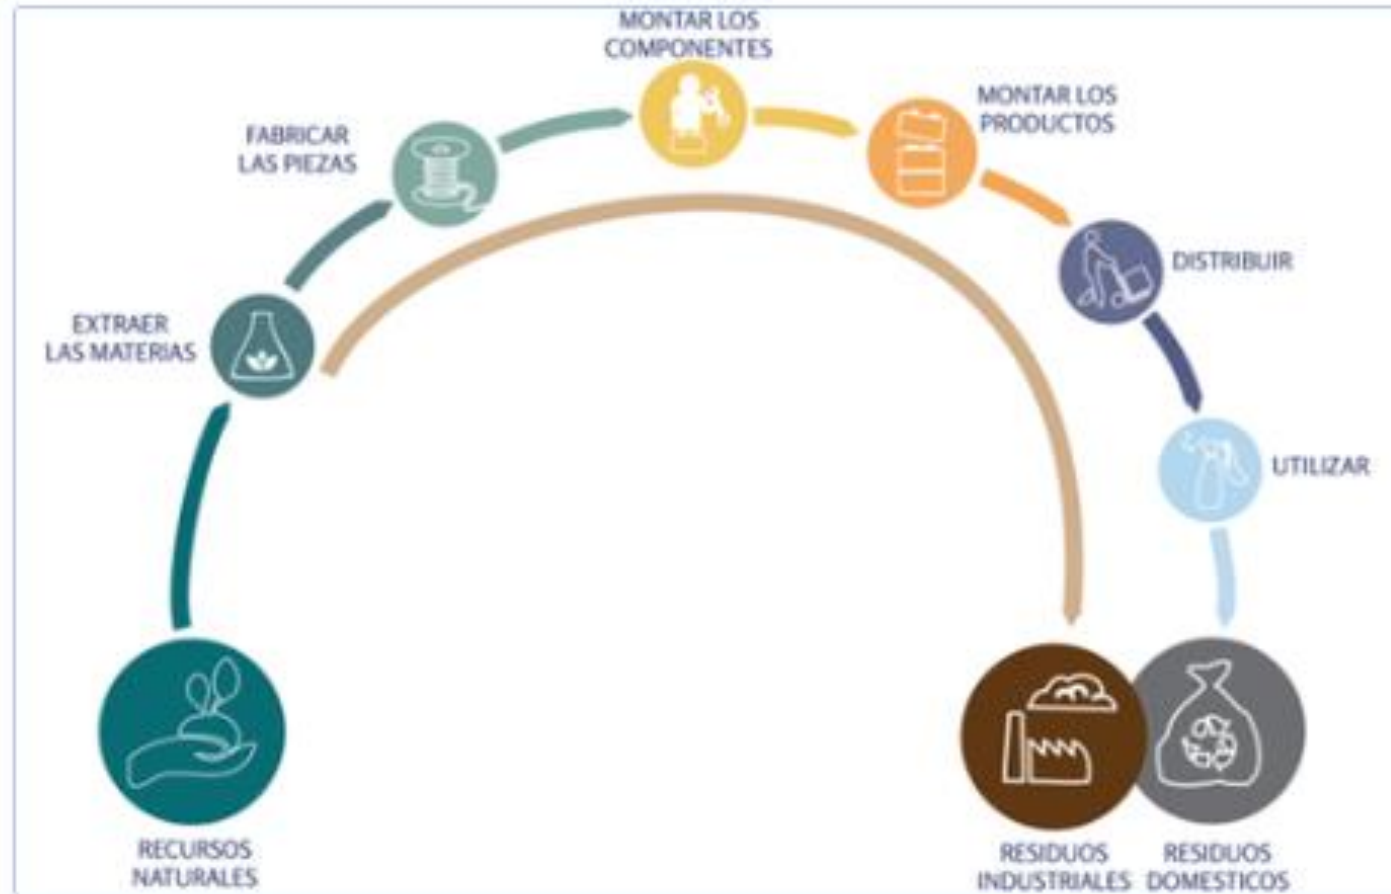 MONTAR LOS
COMPONENTES
MONTAR LOS
PRODUCTOS
FABRICAR
LAS PIEZAS
DISTRIBUIR
EXTRAER
LAS MATERIAS
UTILIZAR
RECURSOS
NATURALES
RESIDUOS
INDUSTRIALES
RESIDUOS
DOMESTICOS